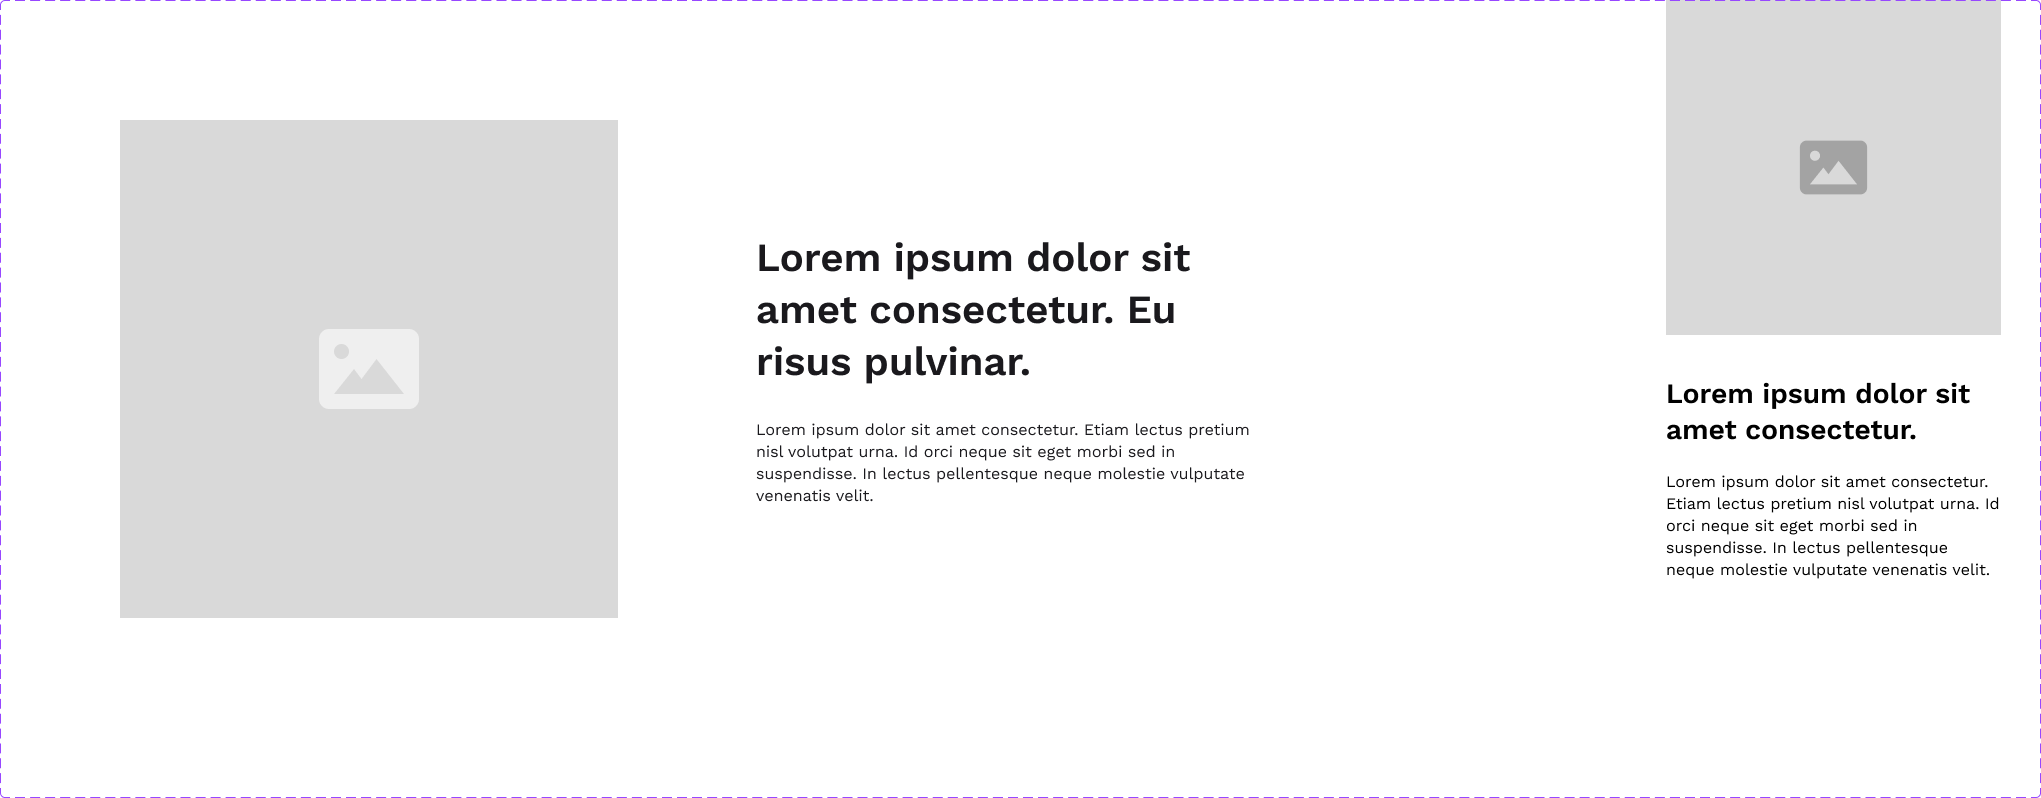 Lorem ipsum dolor sit
amet consectetur. Eu
risus pulvinar.
Lorem ipsum dolor sit amet consectetur. Etiam lectus pretium
nisl volutpat urna. Id orci neque sit eget morbi sed in
suspendisse. In lectus pellentesque neque molestie vulputate
venenatis velit.
Lorem ipsum dolor sit
amet consectetur.
Lorem ipsum dolor sit amet consectetur.
Etiam lectus pretium nisl volutpat urna. Id
orci neque sit eget morbi sed in
suspendisse. In lectus pellentesque
neque molestie vulputate venenatis velit.